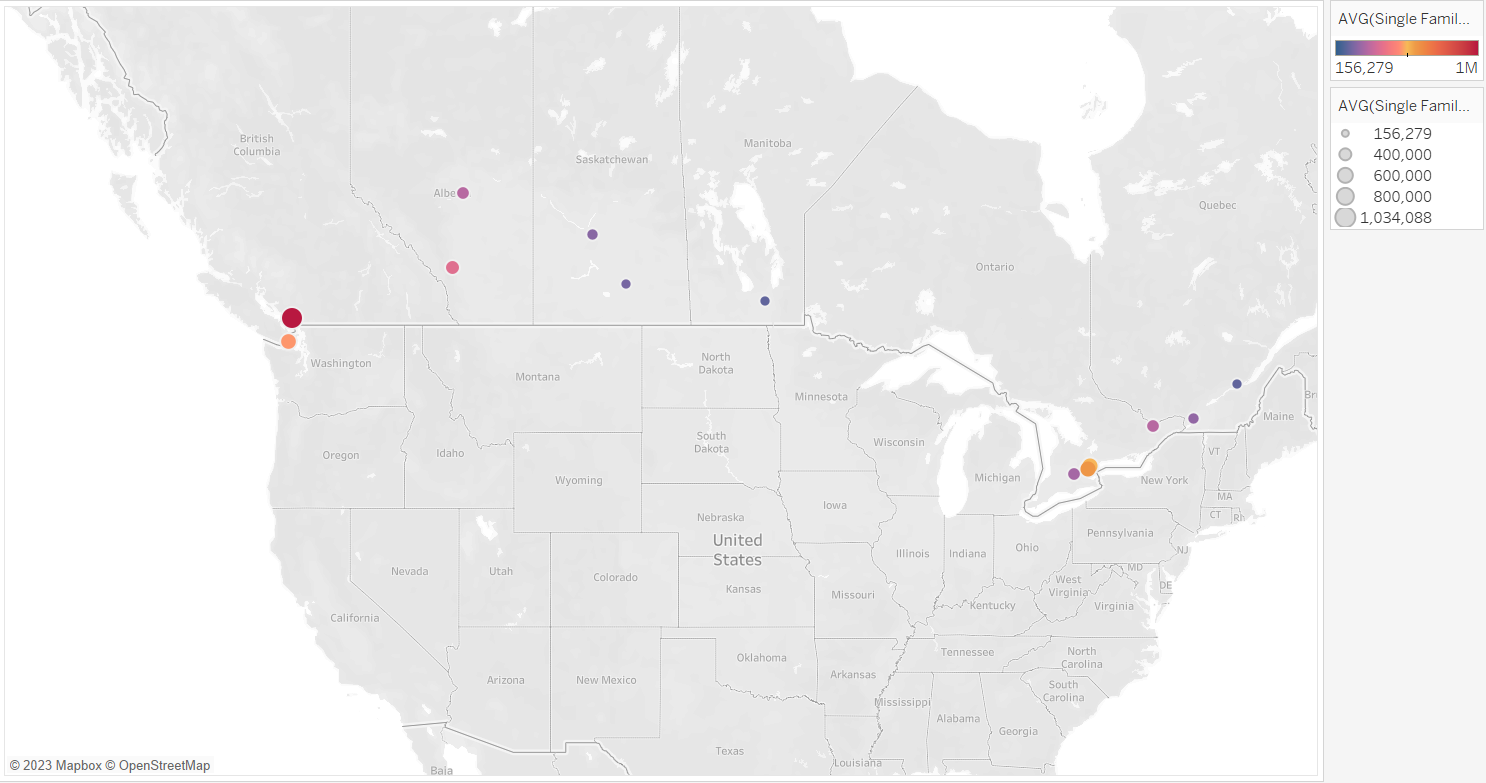 British
Columbia
Albe
Saskatchewan
Manitoba
Quebec
Ontario
Washington
Montana
North
Dakota
Minnesota
Maine
Br
Oregon
Idaho
South
Dakota
Wisconsin
Michigan
VT
New York
Wyoming
MA
CT
RI
Nebraska
Iowa
United
States
Pennsylvania
NJ
Nevada
Utah
Colorado
Kansas
Illinois
Indiana
Ohio
MD
DE
West
Virginia
Virginia
California
Missouri
Kentucky
Oklahoma
Tennessee
North
Carolina
Arizona
New Mexico
Arkansas
South
Carolina
Mississippi
Alabama
Georgia
Texas
Louisiana
Baja
© 2023 Mapbox © OpenStreetMap
AVG(Single Famil...
156,279 1M
AVG(Single Famil...
156,279
400,000
600,000
800,000
1,034,088